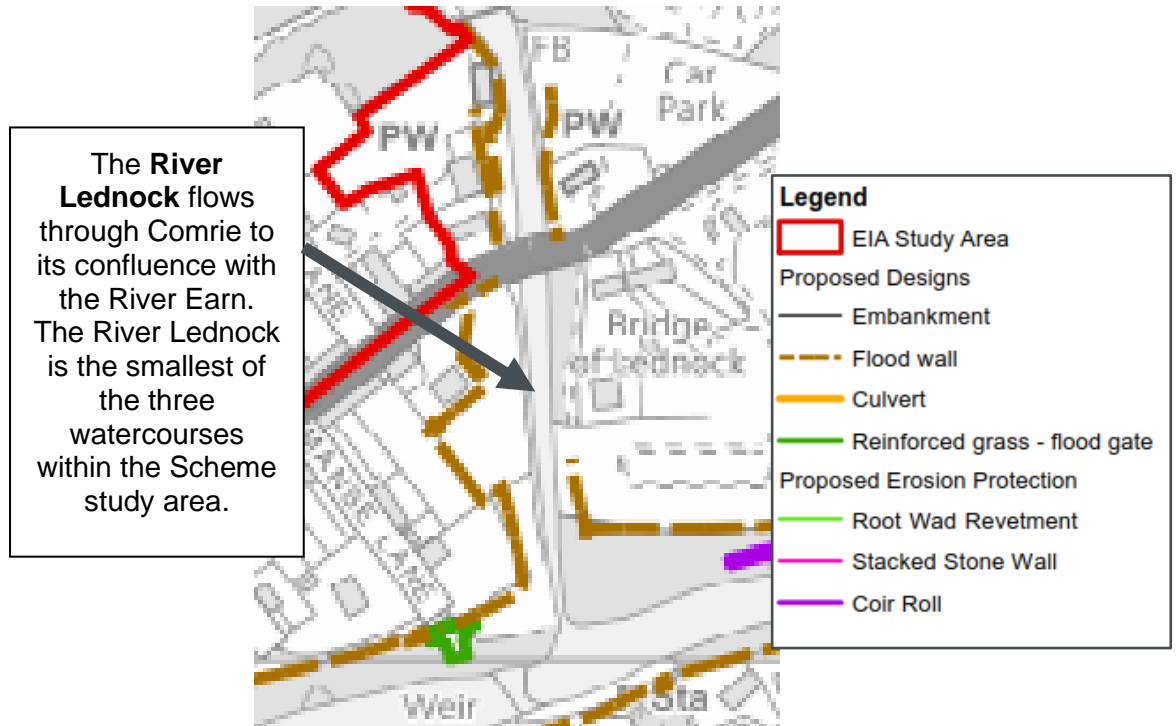 The River
Lednock flows
through Comrie to
its confluence with
the River Earn.
The River Lednock
is the smallest of
the three
watercourses
within the Scheme
study area.
FB
Car
Park
PW
PW
Bridge
of Lednock
MANSE LANE
Weir
Sta
Legend
EIA Study Area
Proposed Designs
Embankment
Flood wall
Culvert
Reinforced grass - flood gate
Proposed Erosion Protection
Root Wad Revetment
Stacked Stone Wall
Coir Roll